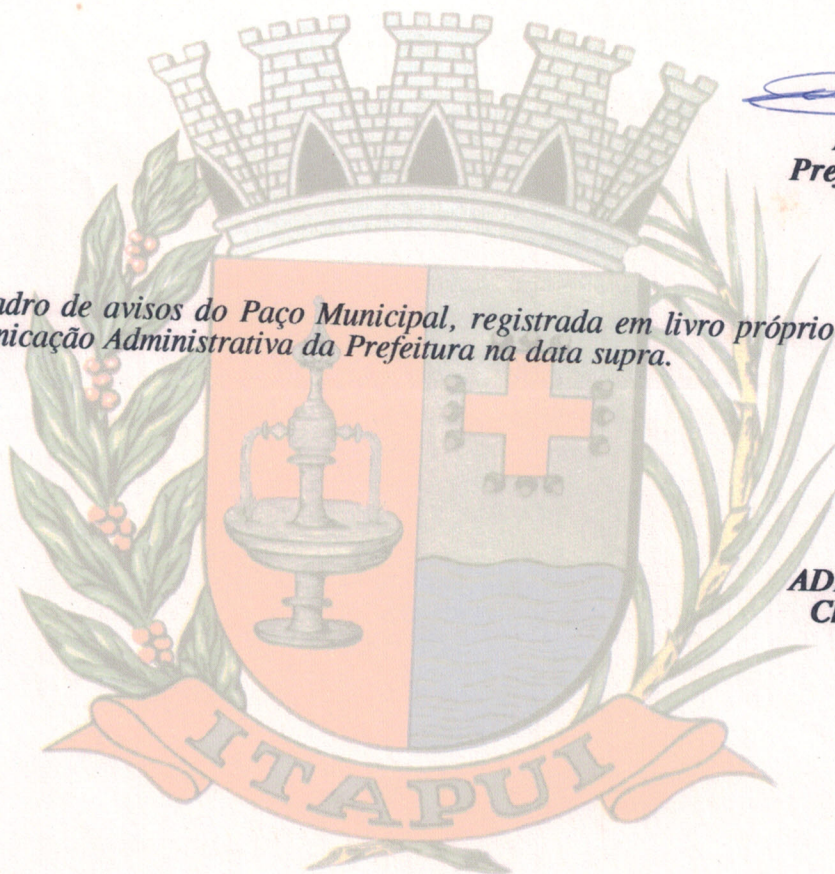 Pre
adro de avisos do Paço Municipal, registrada em livro próprio
nicação Administrativa da Prefeitura na data supra.
AD
C
ITAPUI